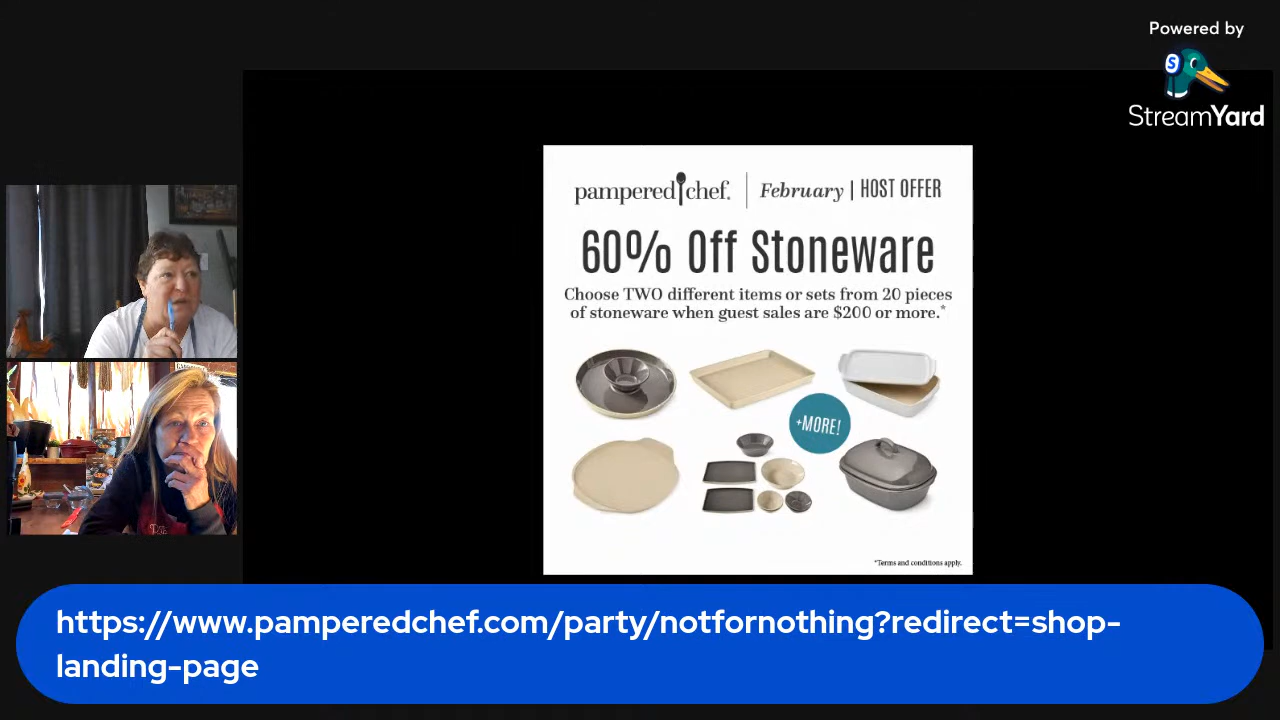 Powered by
S
StreamYard
pampered chef. | February | HOST OFFER
60% Off Stoneware
Choose TWO different items or sets from 20 pieces
of stoneware when guest sales are $200 or more.*
+MORE!
*Terms and conditions apply.
https://www.pamperedchef.com/party/notfornothing?redirect=shop-
landing-page